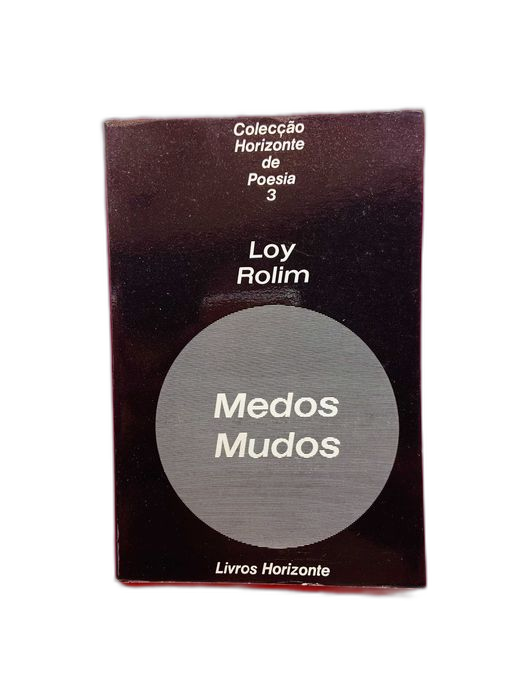 Colecção
Horizonte
de
Poesia
3
Loy
Rolim
Medos
Mudos
Livros Horizonte